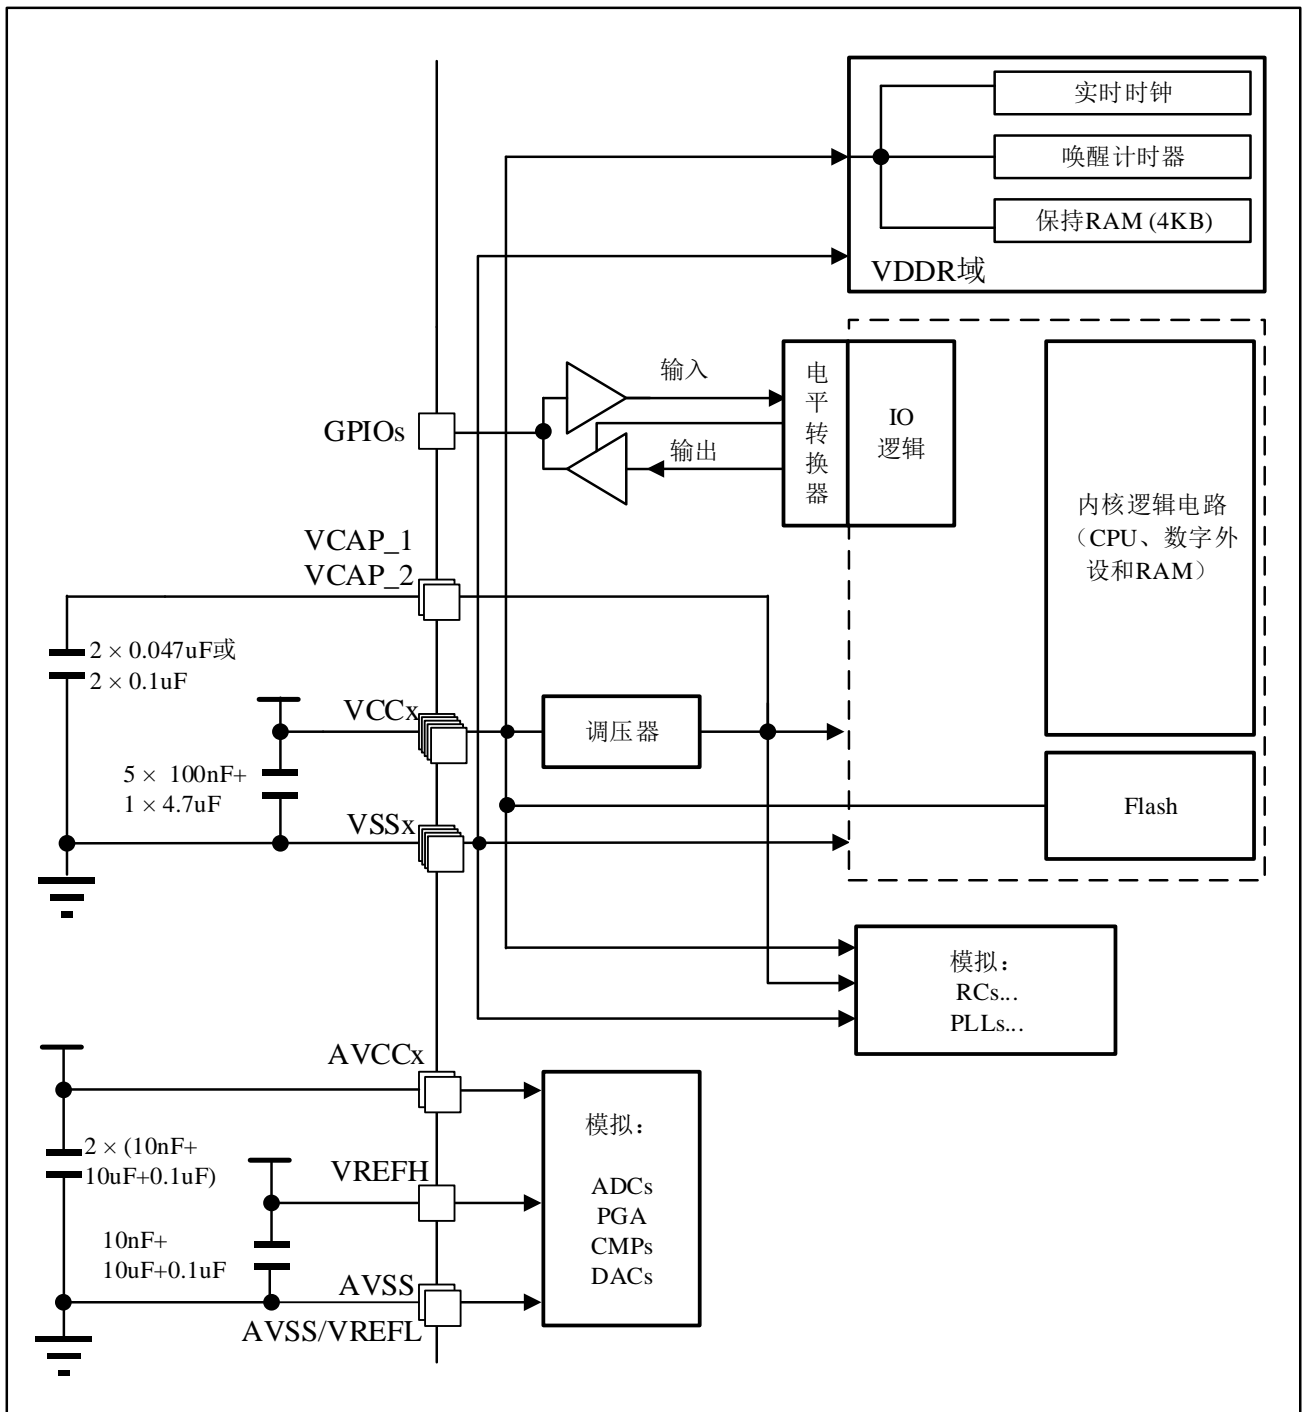 实时时钟
唤醒计时器
保持RAM (4KB)
VDDR域
GPIOs
输入
输出
电
平
转
换
器
IO
逻辑
内核逻辑电路
（CPU、数字外
设和RAM）
VCAP_1
VCAP_2
2 × 0.047uF或
2 × 0.1uF
VCCx
调压器
5 × 100nF+
1 × 4.7uF
VSSx
Flash
模拟：
RCs...
PLLs...
AVCCx
2 × (10nF+
10uF+0.1uF)
VREFH
10nF+
10uF+0.1uF
AVSS
AVSS/VREFL
模拟：
ADCs
PGA
CMPs
DACs